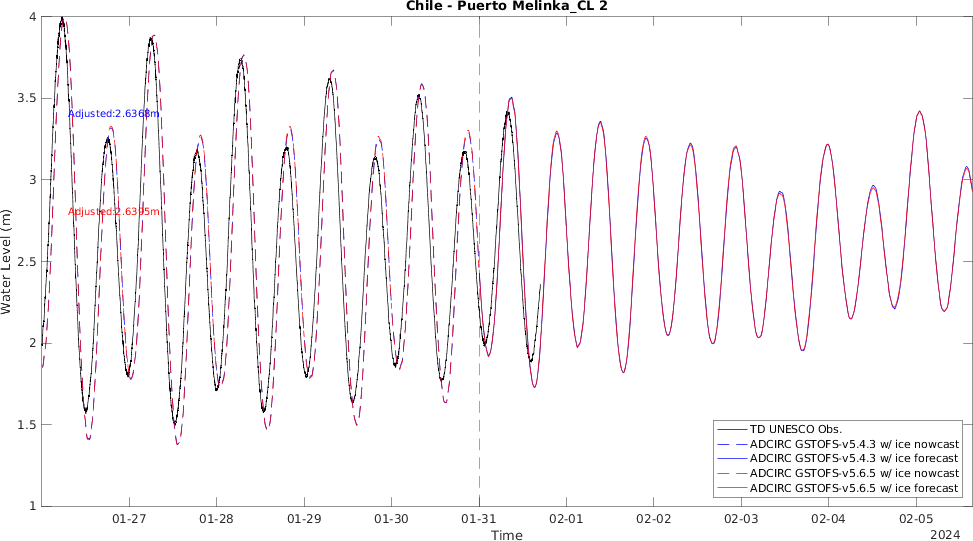 Chile - Puerto Melinka_CL 2
4
3.5
3
2.5
2
1.5
1
Water Level (m)
Adjusted:2.6368m
Adjusted:2.6395m
TD UNESCO Obs.
ADCIRC GSTOFS-v5.4.3 w/ ice nowcast
ADCIRC GSTOFS-v5.4.3 w/ ice forecast
ADCIRC GSTOFS-v5.6.5 w/ ice nowcast
ADCIRC GSTOFS-v5.6.5 w/ ice forecast
01-27 01-28 01-29 01-30 01-31 02-01 02-02 02-03 02-04 02-05
Time
2024